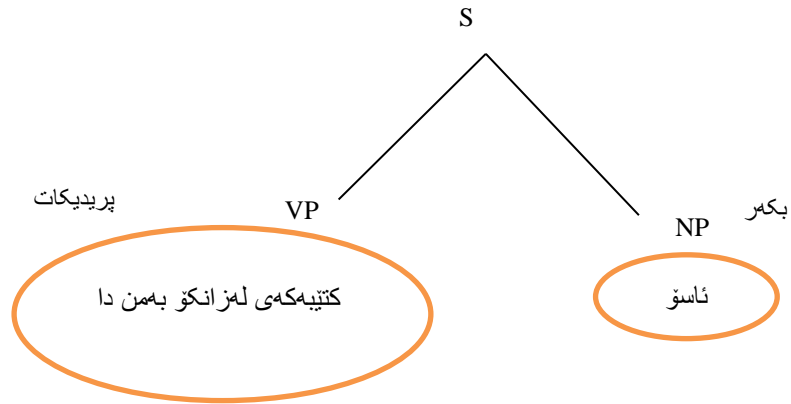 S
بکەر
NP
VP
پریدیکات
ئاسۆ
کتێبەکەی لەزانکۆ بەمن دا